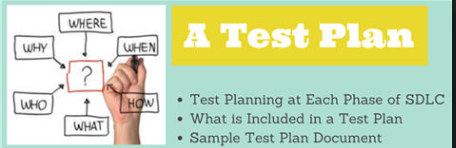 WHERE
WHY
WHEN
?
WHO
HOW
WHAT
A Test Plan
Test Planning at Each Phase of SDLC
What is Included in a Test Plan
Sample Test Plan Document